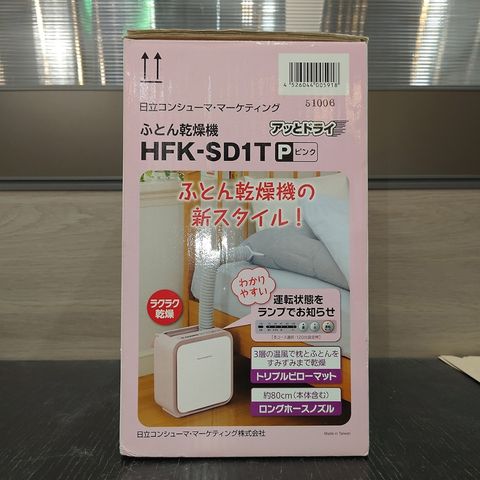 4 526044 005918
51006
日立コンシューマ・マーケティング
ふとん乾燥機
アッとドライ
HFK-SD1T P ピンク
ふとん乾燥機の
新スタイル！
わかり
やすい
運転状態を
ランプでお知らせ
ラクラク
乾燥
3層の温風で枕とふとんを
すみずみまで乾燥
トリプルピローマット
約80cm（本体含む）
ロングホースノズル
日立コンシューマ・マーケティング株式会社
Made in Taiwan